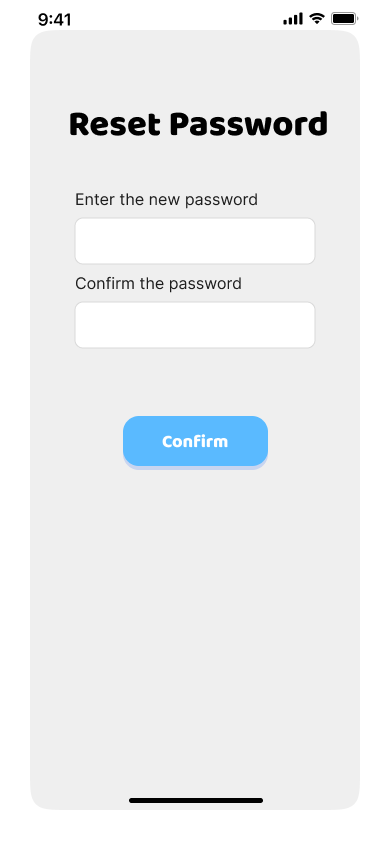 9:41
Reset Password
Enter the new password
Confirm the password
Confirm